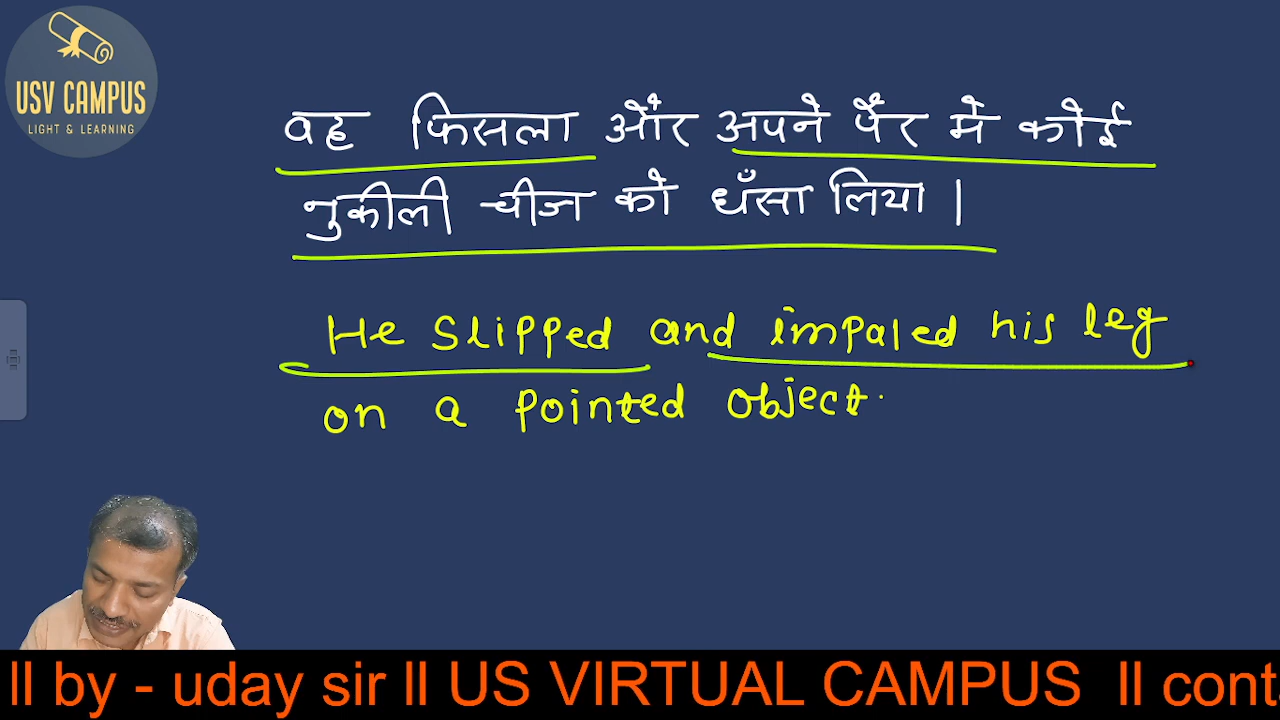 USV CAMPUS
LIGHT & LEARNING
वह फिसला और अपने पैर मे कोई
नुकीली चीज को धँसा लिया |
He slipped and impaled his leg
on a pointed object.
ll by - uday sir ll US VIRTUAL CAMPUS ll cont